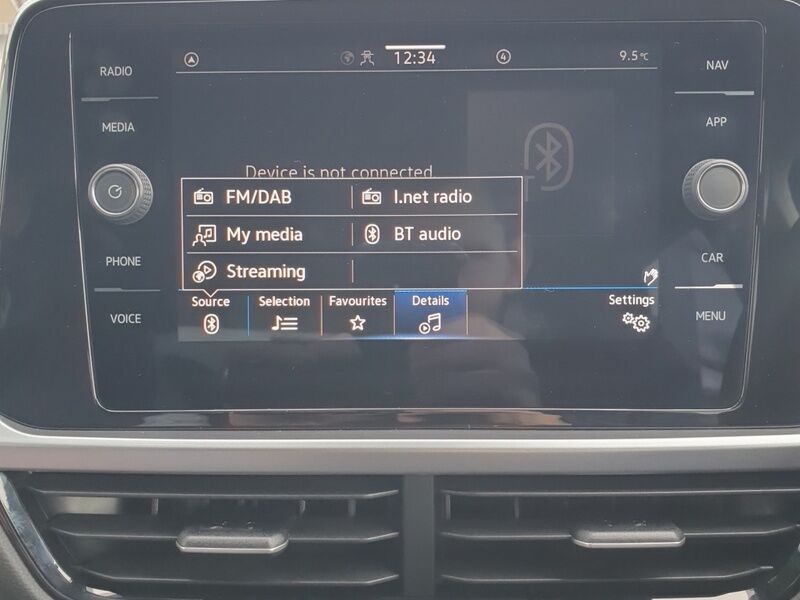 RADIO
MEDIA
PHONE
VOICE
12:34
4
9.5°C
Device is not connected.
FM/DAB
I.net radio
My media
BT audio
Streaming
Source
Selection
Favourites
Details
Settings
NAV
APP
CAR
MENU